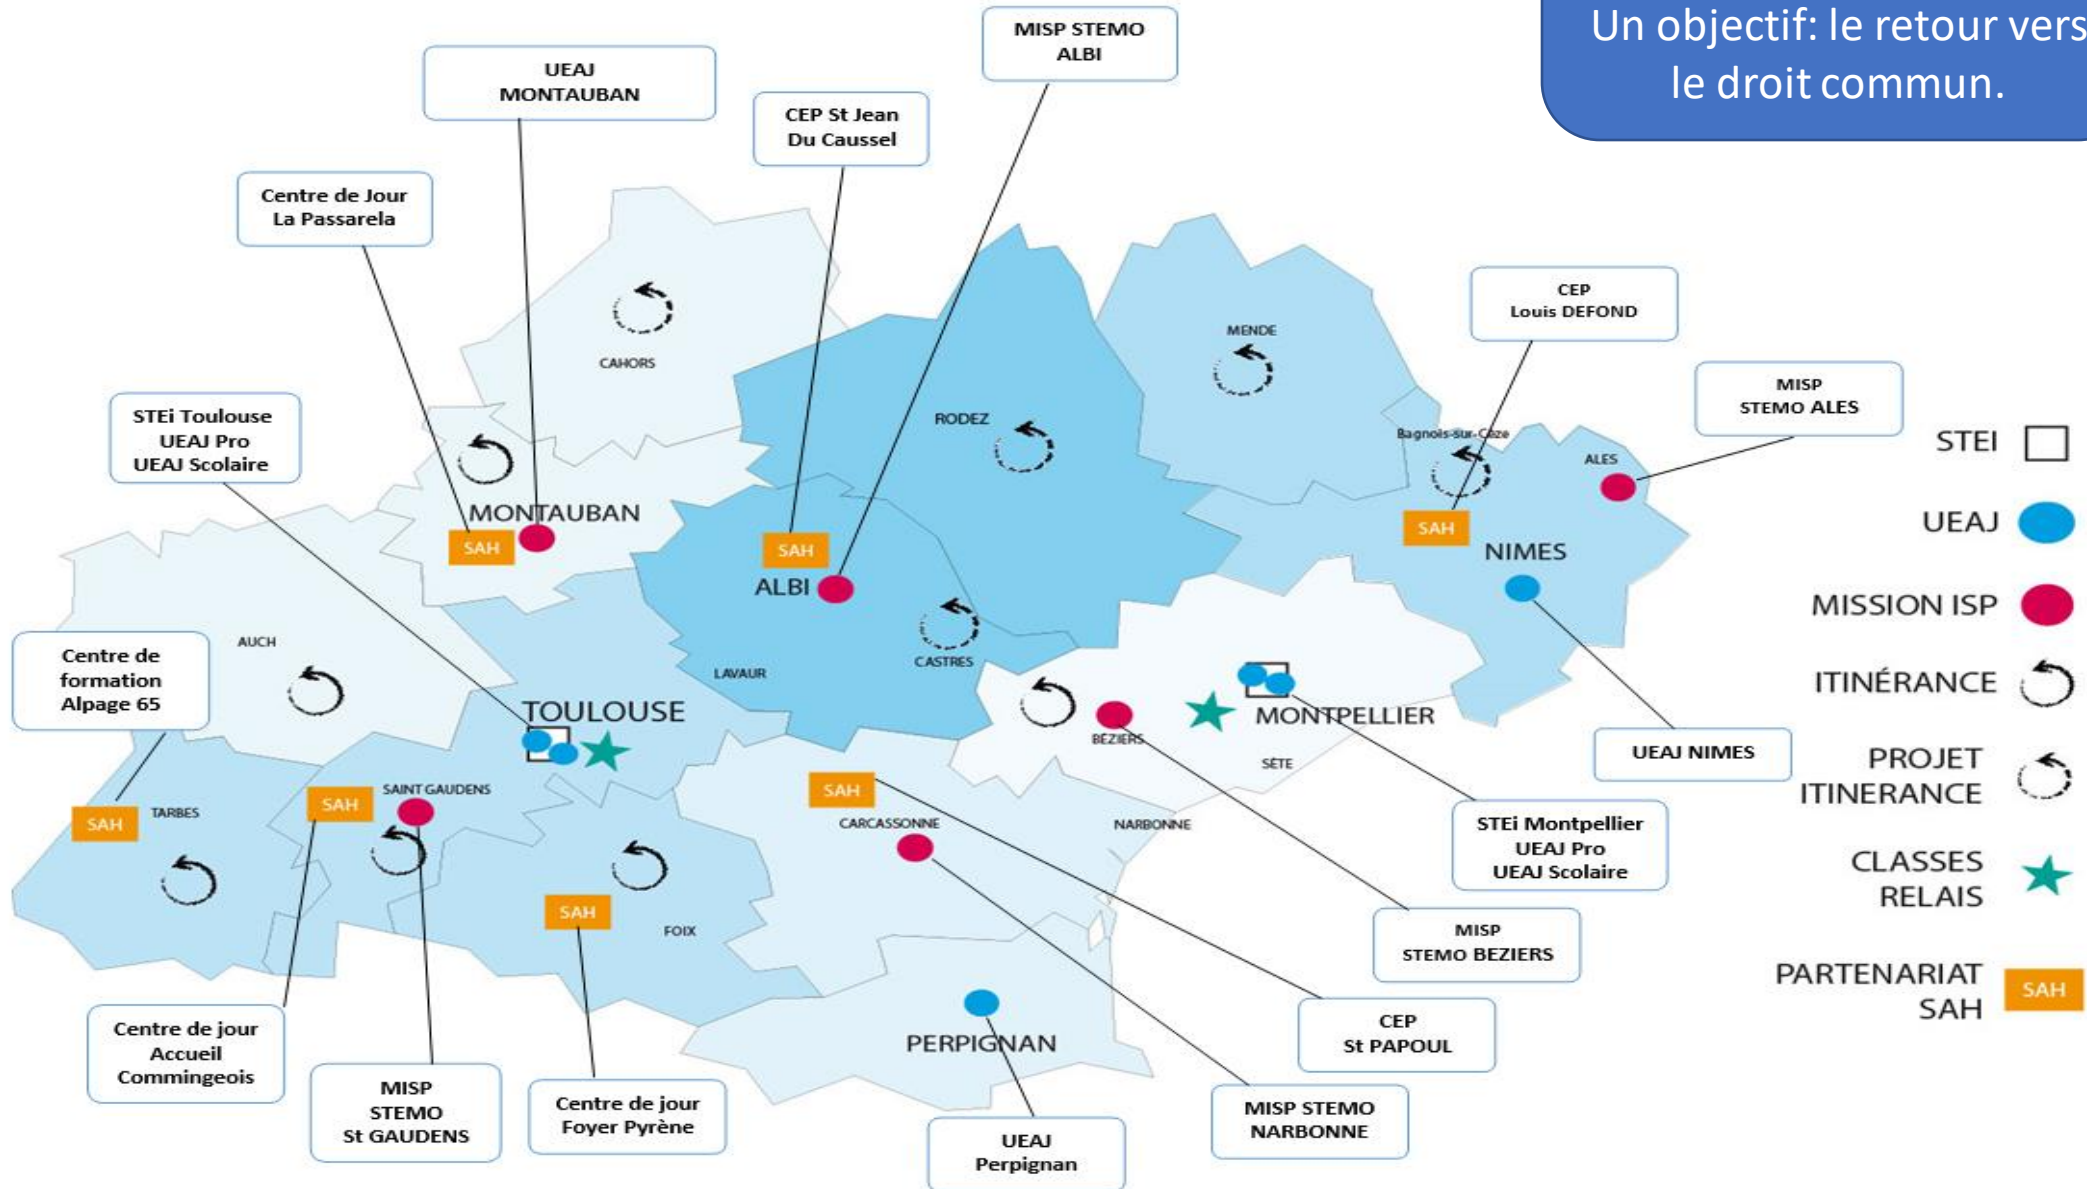 Un objectif: le retour vers
le droit commun.
MISP STEMO
ALBI
UEAJ
MONTAUBAN
CEP St Jean
Du Caussel
Centre de Jour
La Passarela
CEP
Louis DEFOND
MISP
STEMO ALES
STEi Toulouse
UEAJ Pro
UEAJ Scolaire
Centre de
formation
Alpage 65
CAHORS
MENDE
RODEZ
Bagnois-sur-Cèze
ALES
MONTAUBAN
SAH
SAH
ALBI
SAH
NIMES
AUCH
LAVAUR
CASTRES
TOULOUSE
MONTPELLIER
BÉZIERS
SÈTE
SAH
TARBES
SAH
SAINT GAUDENS
SAH
CARCASSONNE
NARBONNE
SAH
FOIX
PERPIGNAN
UEAJ NIMES
STEi Montpellier
UEAJ Pro
UEAJ Scolaire
MISP
STEMO BEZIERS
CEP
St PAPOUL
MISP STEMO
NARBONNE
Centre de jour
Accueil
Commingeois
MISP
STEMO
St GAUDENS
Centre de jour
Foyer Pyrène
UEAJ
Perpignan
STEI
UEAJ
MISSION ISP
ITINÉRANCE
PROJET
ITINERANCE
CLASSES
RELAIS
PARTENARIAT
SAH
SAH